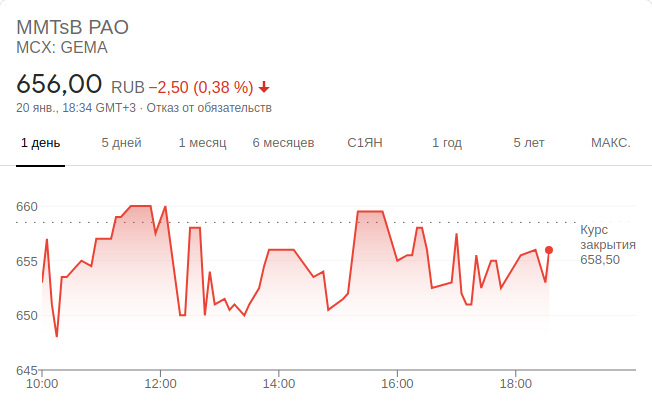 MMTsB PAO
MCX: GEMA
656,00 RUB −2,50 (0,38 %)
20 янв., 18:34 GMT+3 · Отказ от обязательств
1 день 5 дней 1 месяц 6 месяцев С1ЯН 1 год 5 лет МАКС.
660
Курс
закрытия
658,50
655
650
645
10:00 12:00 14:00 16:00 18:00